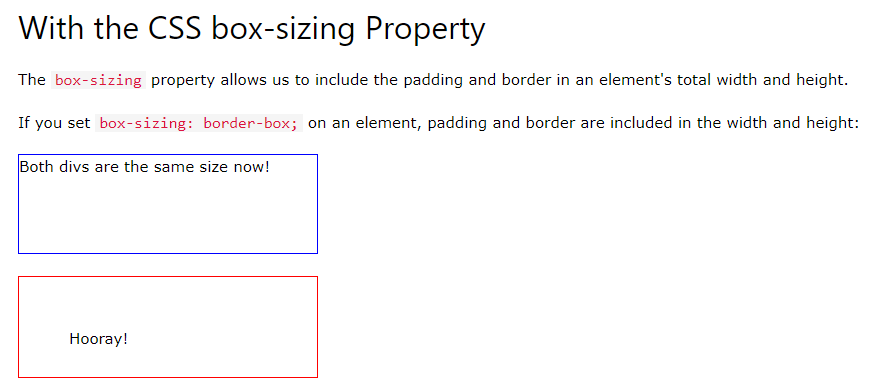 With the CSS box-sizing Property
The box-sizing property allows us to include the padding and border in an element's total width and height.
If you set box-sizing: border-box; on an element, padding and border are included in the width and height:
Both divs are the same size now!
Hooray!